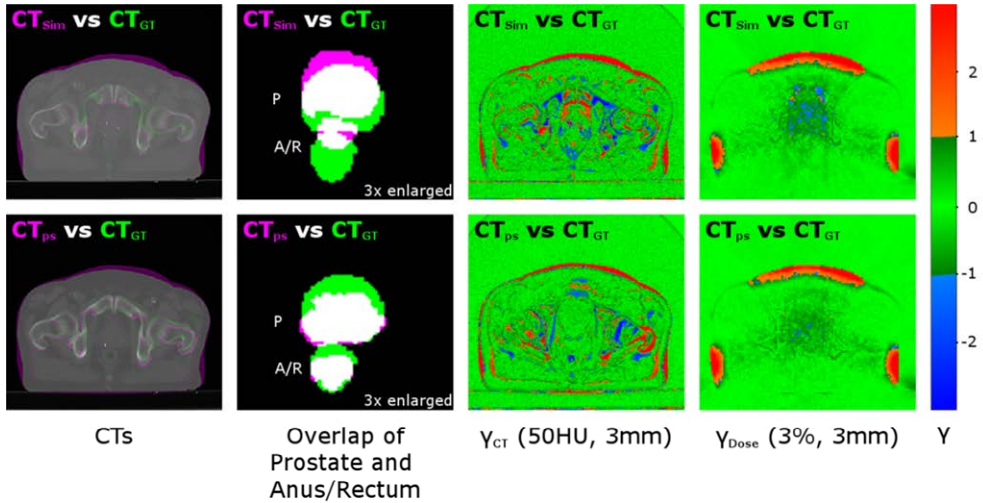 CTSim vs CTGT
CTSim vs CTGT
CTSim vs CTGT
CTSim vs CTGT
P
A/R
3x enlarged
2
1
0
-1
-2
CTps vs CTGT
CTps vs CTGT
CTps vs CTGT
CTps vs CTGT
P
A/R
3x enlarged
CTs
Overlap of
Prostate and
Anus/Rectum
γCT (50HU, 3mm)
γDose (3%, 3mm)
γ